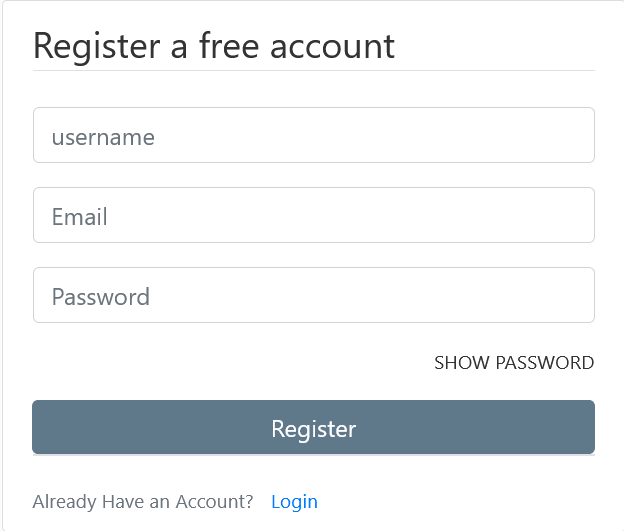 Register a free account
username
Email
Password
SHOW PASSWORD
Register
Already Have an Account? Login